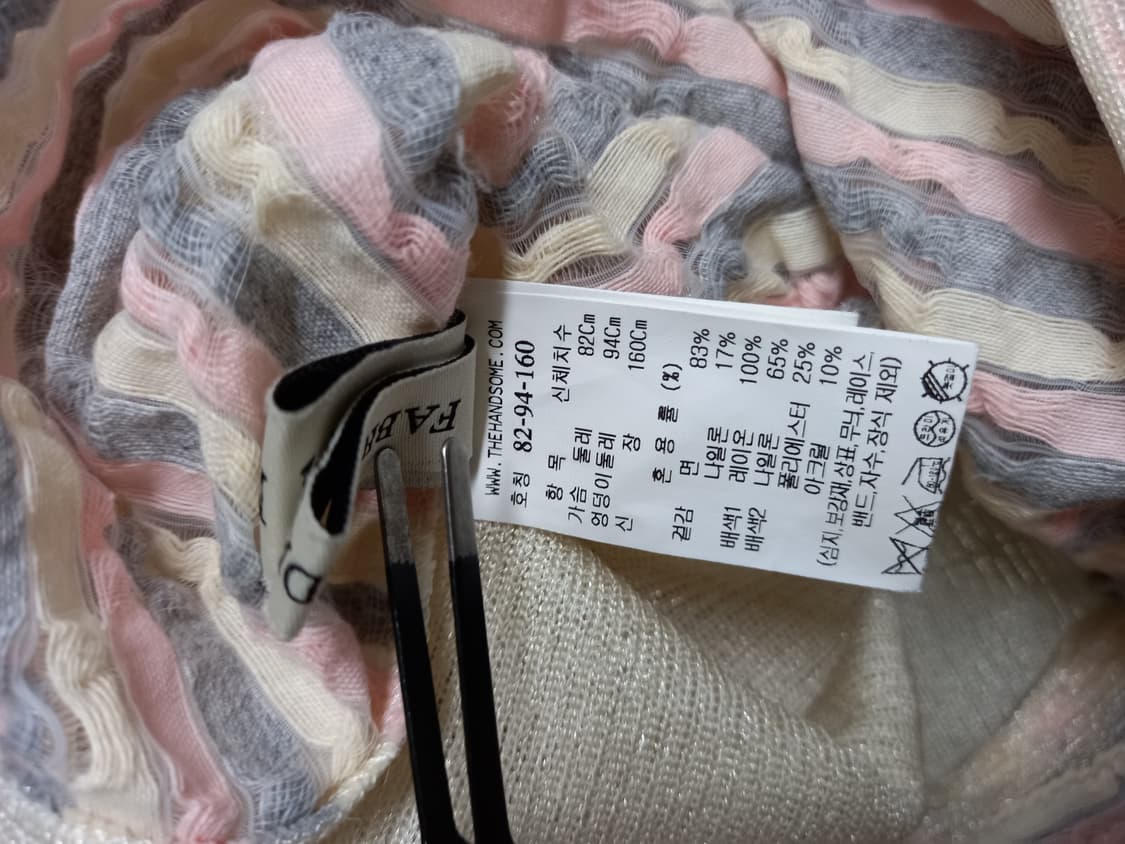 WWW.THEHANDSOME.COM
호칭 82-94-160
항 목 신체치수
가슴 둘레 82Cm
엉덩이둘레 94Cm
신 장 160Cm
혼 용 률 (%)
겉감 면 83%
나일론 17%
배색1 레이온 100%
배색2 나일론 65%
폴리에스터 25%
아크릴 10%
(심지,보강재,상표,무늬,레이스,
밴드,자수,장식 제외)
FAB
D